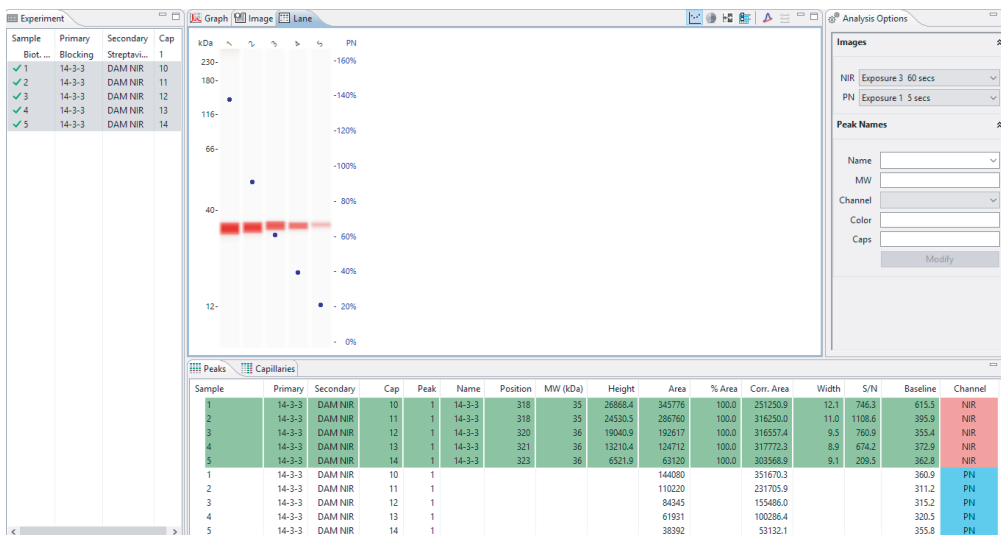 Experiment
Sample Primary Secondary Cap
Biot. ... Blocking Streptavi... 1
1 14-3-3 DAM NIR 10
2 14-3-3 DAM NIR 11
3 14-3-3 DAM NIR 12
4 14-3-3 DAM NIR 13
5 14-3-3 DAM NIR 14
Graph Image Lane
kDa 1 2 3 4 5 PN
230-
180-
116-
66-
40-
12-
-160%
-140%
-120%
-100%
- 80%
- 60%
- 40%
- 20%
- 0%
Analysis Options
Images
NIR Exposure 3 60 secs
PN Exposure 1 5 secs
Peak Names
Name
MW
Channel
Color
Caps
Modify
Peaks Capillaries
Sample Primary Secondary Cap Peak Name Position MW (kDa) Height Area % Area Corr. Area Width S/N Baseline Channel
1 14-3-3 DAM NIR 10 1 14-3-3 318 35 26868.4 345776 100.0 251250.9 12.1 746.3 615.5 NIR
2 14-3-3 DAM NIR 11 1 14-3-3 318 35 24530.5 286760 100.0 316250.0 11.0 1108.6 395.9 NIR
3 14-3-3 DAM NIR 12 1 14-3-3 320 36 19040.9 192617 100.0 316557.4 9.5 760.9 355.4 NIR
4 14-3-3 DAM NIR 13 1 14-3-3 321 36 13210.4 124712 100.0 317772.3 8.9 674.2 372.9 NIR
5 14-3-3 DAM NIR 14 1 14-3-3 323 36 6521.9 63120 100.0 303568.9 9.1 209.5 362.8 NIR
1 14-3-3 DAM NIR 10 1 144080 351670.3 360.9 PN
2 14-3-3 DAM NIR 11 1 110220 231705.9 311.2 PN
3 14-3-3 DAM NIR 12 1 84345 155486.0 315.2 PN
4 14-3-3 DAM NIR 13 1 61931 100286.4 320.5 PN
5 14-3-3 DAM NIR 14 1 38392 53132.1 355.8 PN